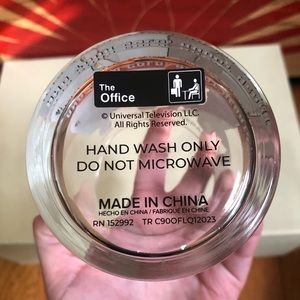 The
Office
© Universal Television LLC.
All Rights Reserved.
HAND WASH ONLY
DO NOT MICROWAVE
MADE IN CHINA
HECHO EN CHINA / FABRIQUÉ EN CHINE
RN 152992 TR C90OFLQ12023